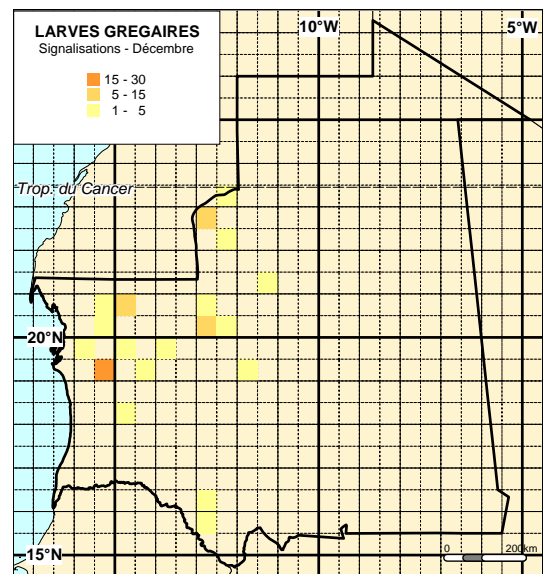 LARVES GREGAIRES
Signalisations - Décembre
15 - 30
5 - 15
1 - 5
10°W
5°W
Trop. du Cancer
20°N
15°N
0 200km